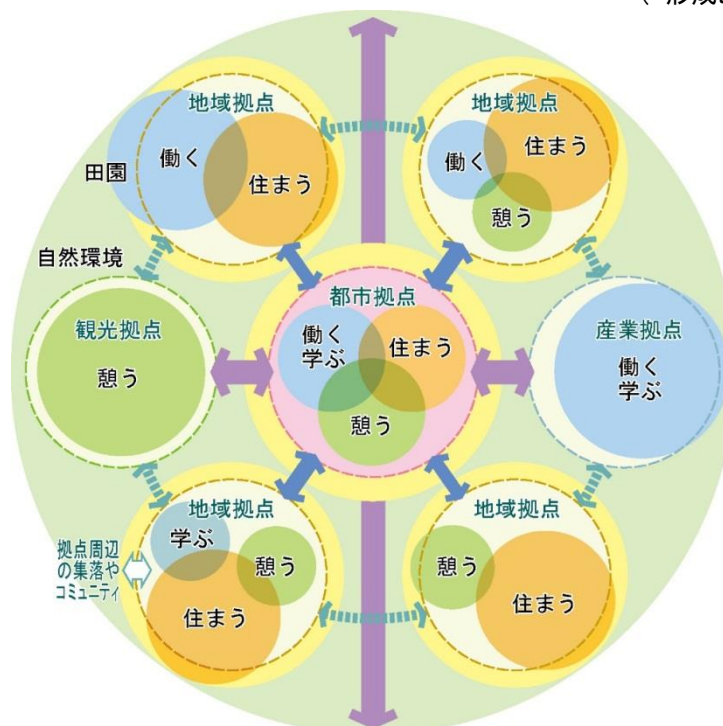 地域拠点
働く
住まう
田園
地域拠点
働く
住まう
憩う
自然環境
観光拠点
憩う
都市拠点
働く
学ぶ
住まう
憩う
産業拠点
働く
学ぶ
地域拠点
学ぶ
憩う
住まう
拠点周辺
の集落や
コミュニティ
地域拠点
憩う
住まう